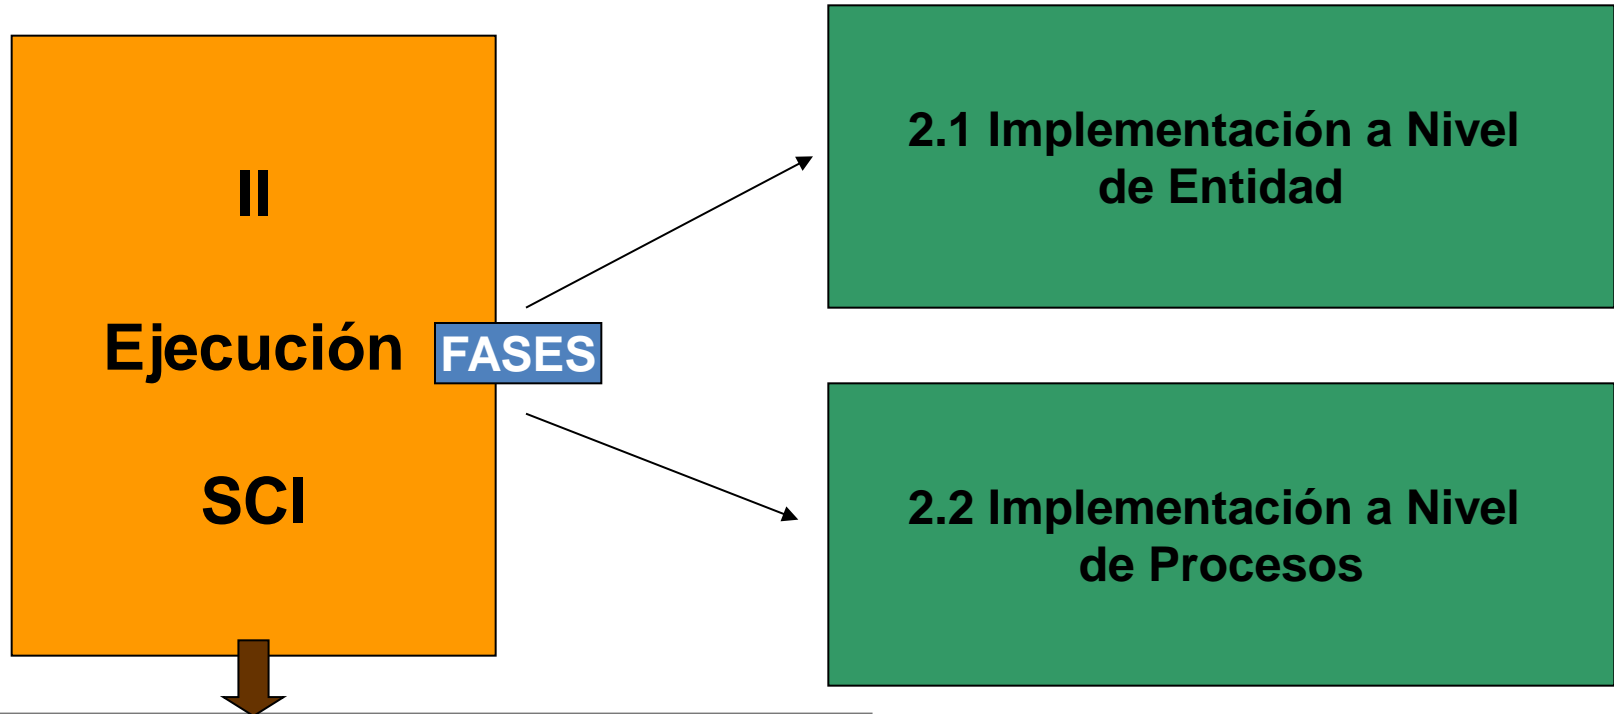 II
Ejecución
SCI
FASES
2.1 Implementación a Nivel
de Entidad
2.2 Implementación a Nivel
de Procesos